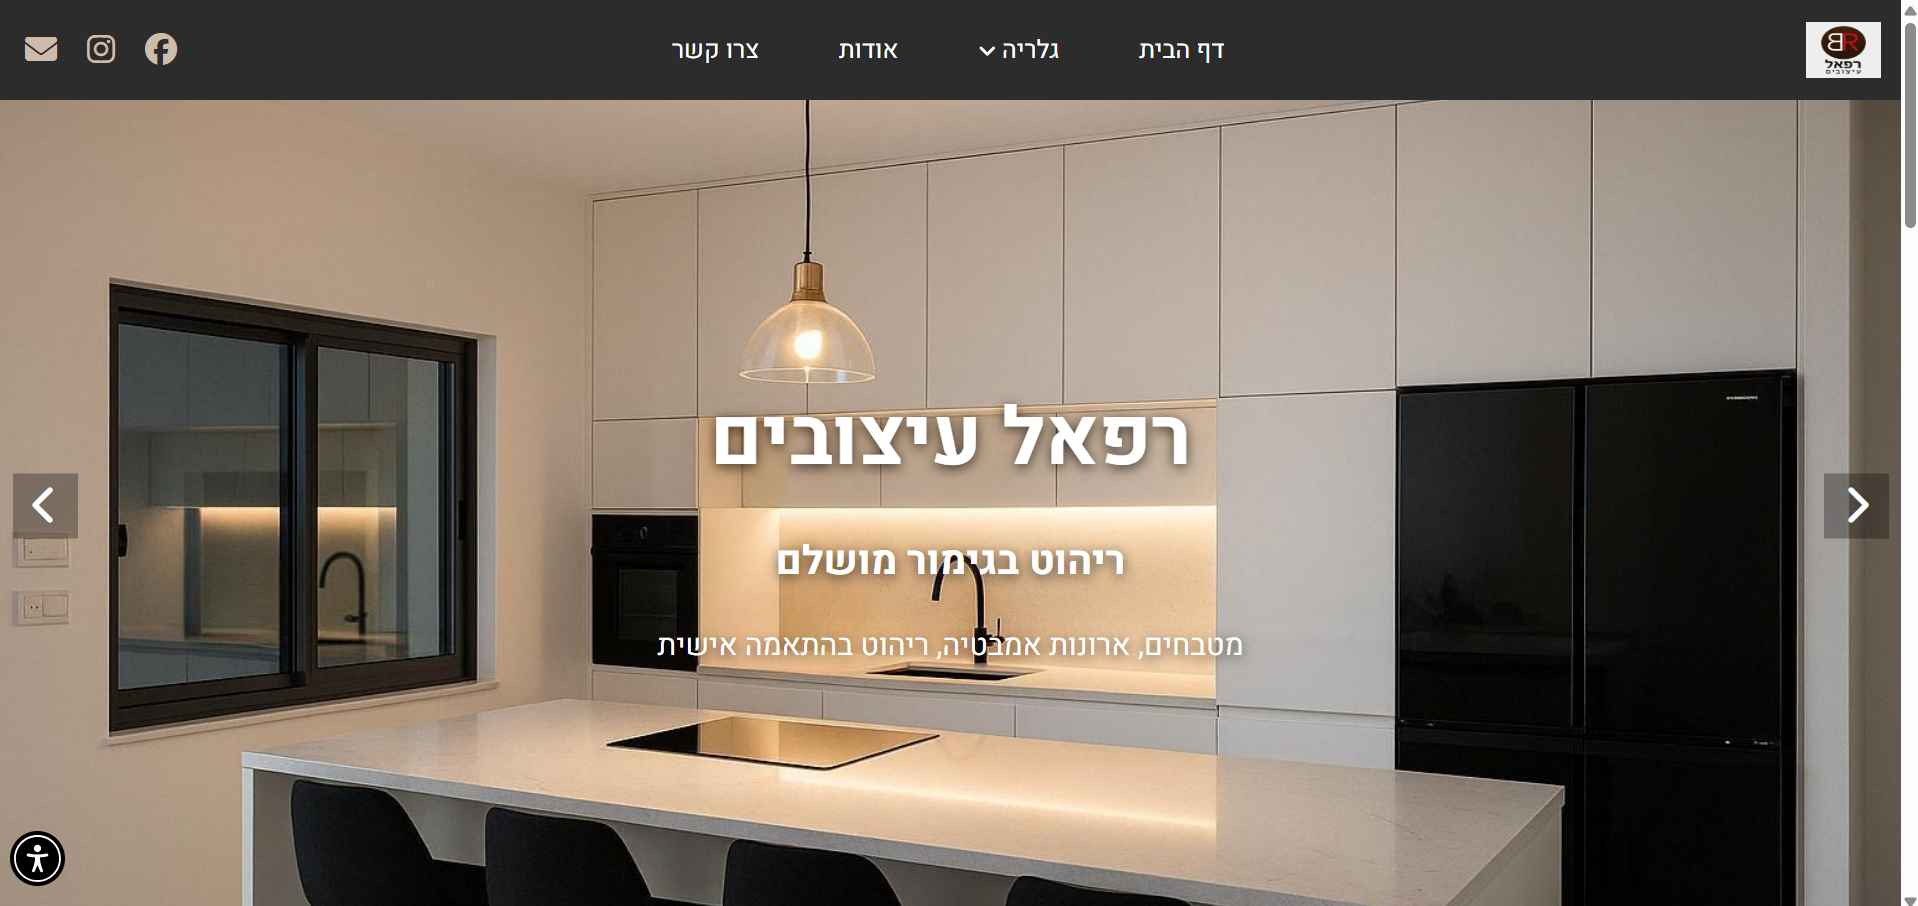 BR
רפאל
עיצובים
דף הבית
גלריה
אודות
צרו קשר
רפאל עיצובים
ריהוט בגימור מושלם
מטבחים, ארונות אמבטיה, ריהוט בהתאמה אישית